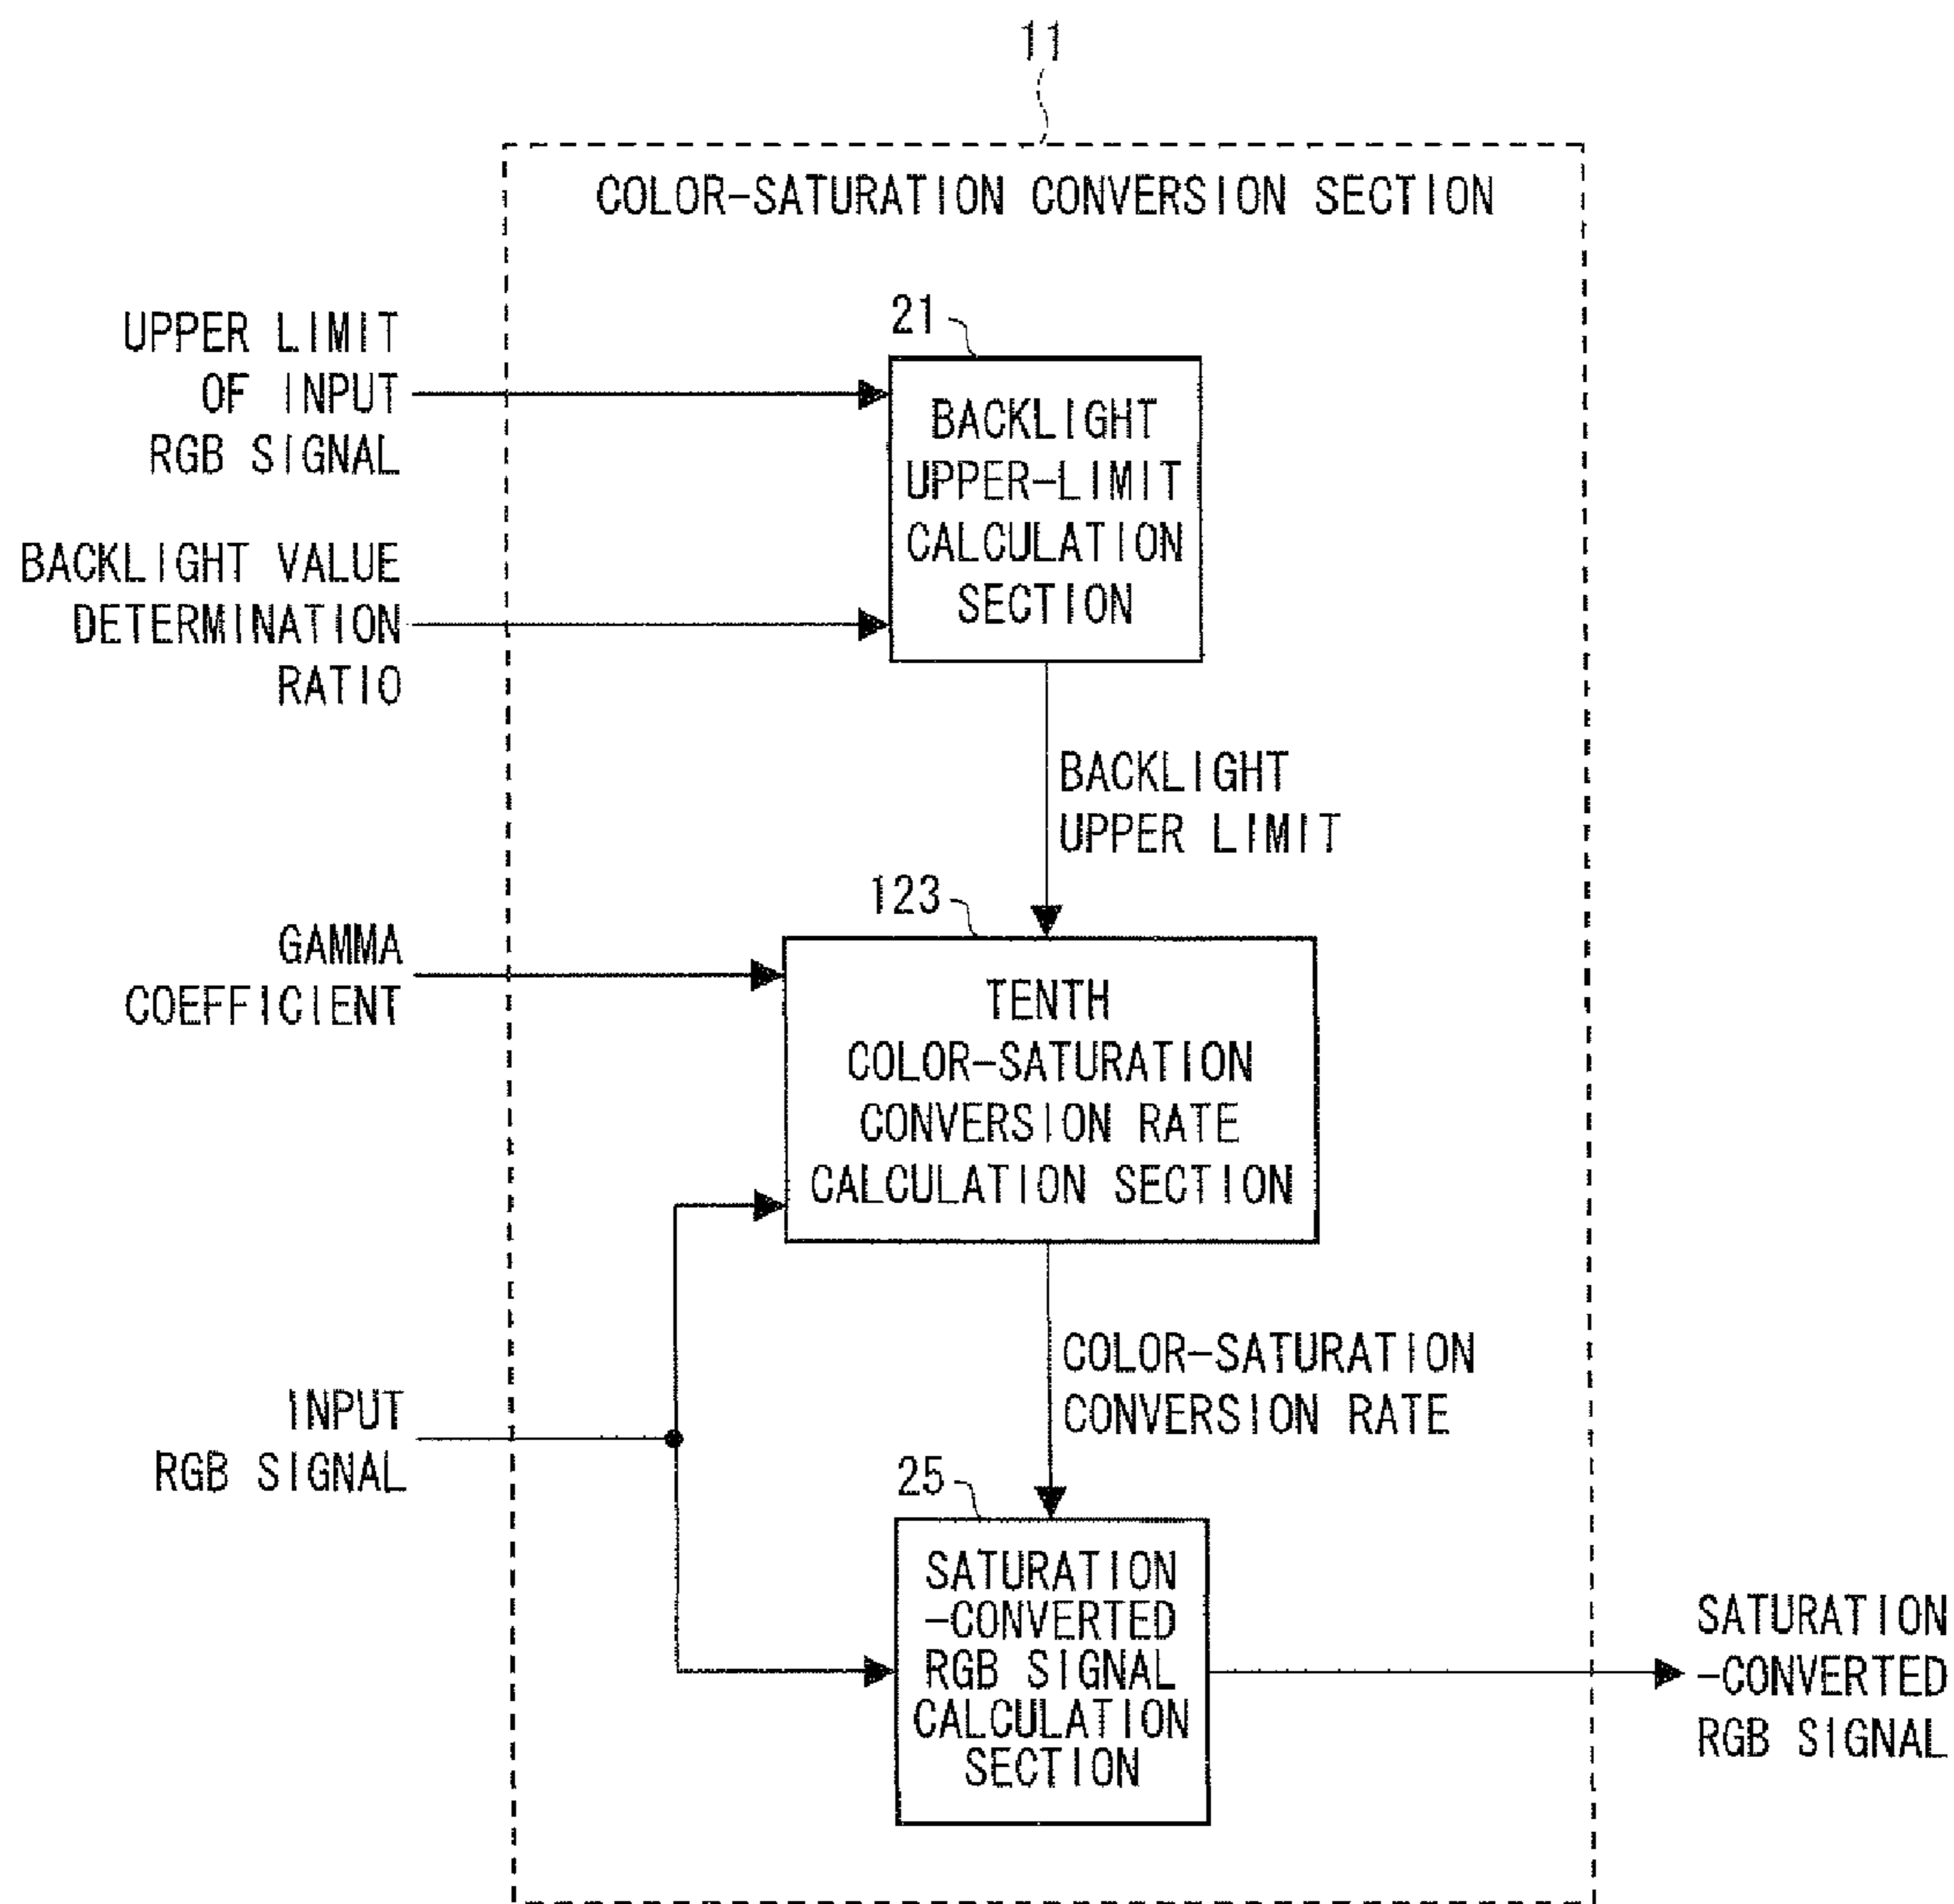 11
COLOR-SATURATION CONVERSION SECTION
UPPER LIMIT
OF INPUT
RGB SIGNAL
21
BACKLIGHT
UPPER-LIMIT
CALCULATION
SECTION
BACKLIGHT VALUE
DETERMINATION
RATIO
BACKLIGHT
UPPER LIMIT
123
GAMMA
COEFFICIENT
TENTH
COLOR-SATURATION
CONVERSION RATE
CALCULATION SECTION
COLOR-SATURATION
CONVERSION RATE
INPUT
RGB SIGNAL
25
SATURATION
-CONVERTED
RGB SIGNAL
CALCULATION
SECTION
SATURATION
-CONVERTED
RGB SIGNAL